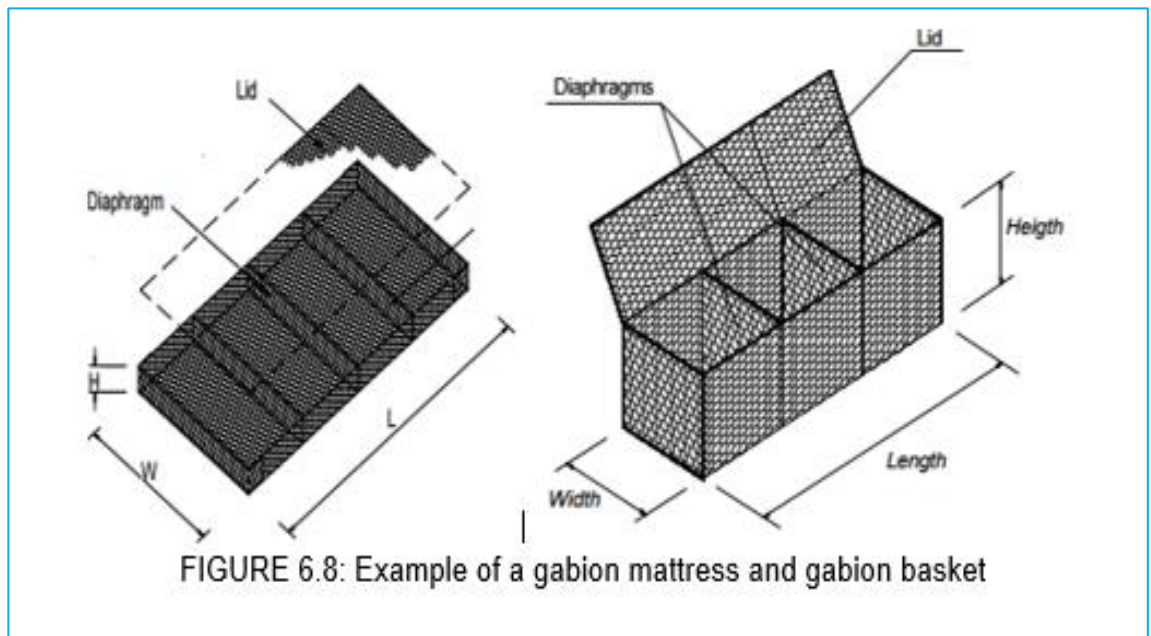 Lid
Diaphragm
H
W
L
Lid
Diaphragms
Heigth
Length
Width
FIGURE 6.8: Example of a gabion mattress and gabion basket